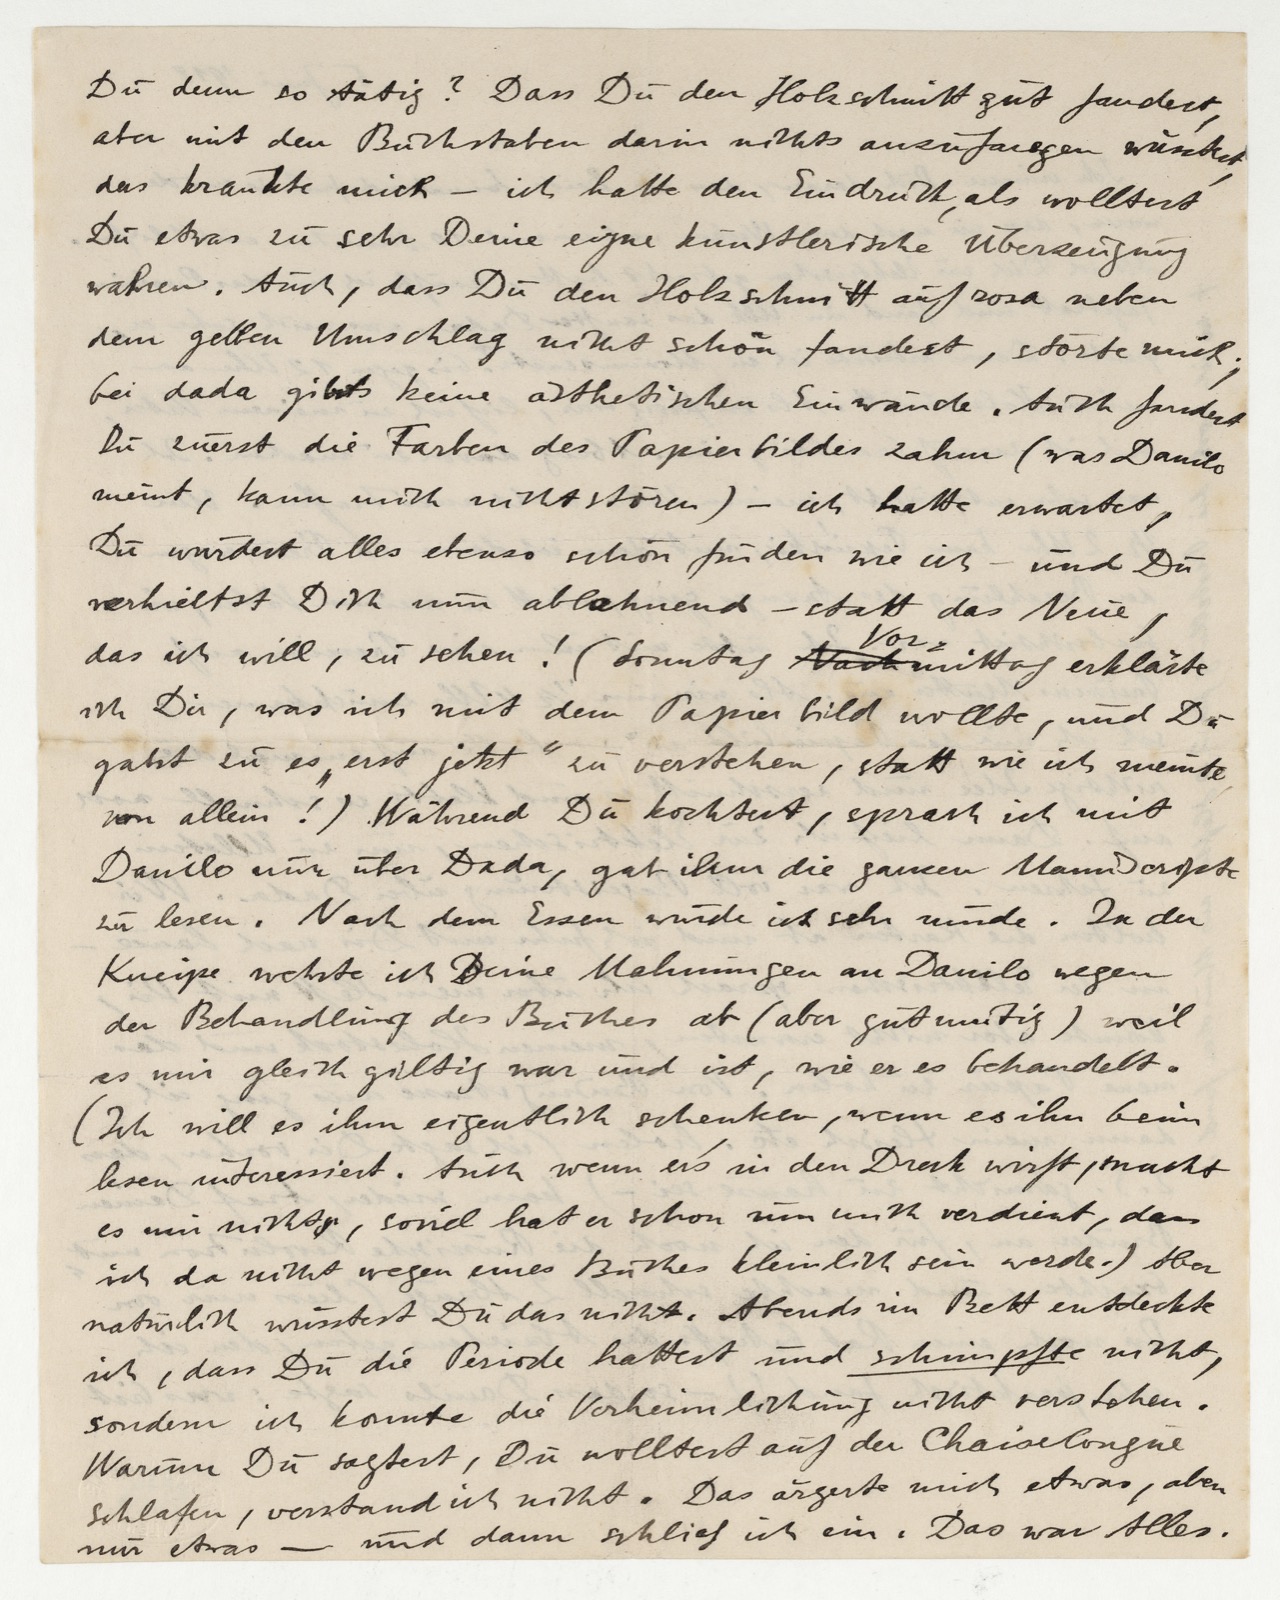 Du denn so tätig? Dass Du den Holzschnitt gut fandest,
aber mit den Buchstaben darin nichts anzufangen wusstest,
das kränkte mich – ich hatte den Eindruck, als wolltest
Du etwas zu sehr Deine eigne künstlerische Überzeugung
wahren. Auch, dass Du den Holzschnitt auf rosa neben
dem gelben Umschlag nicht schön fandest, störte mich;
bei dada gibts keine ästhetischen Einwände. Auch fandest
Du zuerst die Farben des Papierbildes zahm (was Danilo
meint, kann mich nicht stören) – ich hatte erwartet,
Du würdest alles ebenso schön finden wie ich – und Du
verhieltst Dich nun ablehnend – statt das Neue,
das ich will, zu sehen! (Sonntag Vor-
Nachmittag erklärte
ich Dir, was ich mit dem Papierbild wollte, und Du
gabst zu es „erst jetzt“ zu verstehen, statt wie ich meinte,
von allein!) Während Du kochtest, sprach ich mit
Danilo nur über Dada, gab ihm die ganzen Manuscripte
zu lesen. Nach dem Essen wurde ich sehr müde. In der
Kneipe wehrte ich Deine Mahnungen an Danilo wegen
der Behandlung des Buches ab (aber gutmütig) weil
es mir gleichgiltig war und ist, wie er es behandelt.
(Ich will es ihm eigentlich schenken, wenn es ihn beim
lesen interessiert. Auch wenn er's in den Dreck wirft, macht
es mir nichts, soviel hat er schon um mich verdient, dass
ich da nicht wegen eines Buches kleinlich sein werde.) Aber
natürlich wusstest Du das nicht. Abends im Bett entdeckte
ich, dass Du die Periode hattest und schimpfte nicht,
sondern ich konnte die Verheimlichung nicht verstehen.
Warum Du sagtest, Du wolltest auf der Chaiselongue
schlafen, verstand ich nicht. Das ärgerte mich etwas, aber
nur etwas — und dann schlief ich ein. Das war Alles.